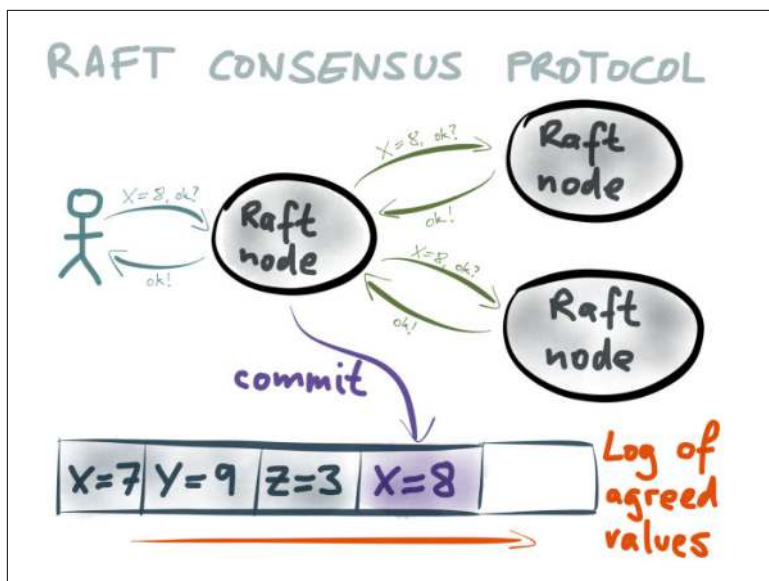 RAFT CONSENSUS PROTOCOL
X=8, ok?
ok!
Raft
node
X=8, ok?
ok!
Raft
node
X=8, ok?
ok!
Raft
node
commit
X=7 Y=9 Z=3 X=8
Log of
agreed
values